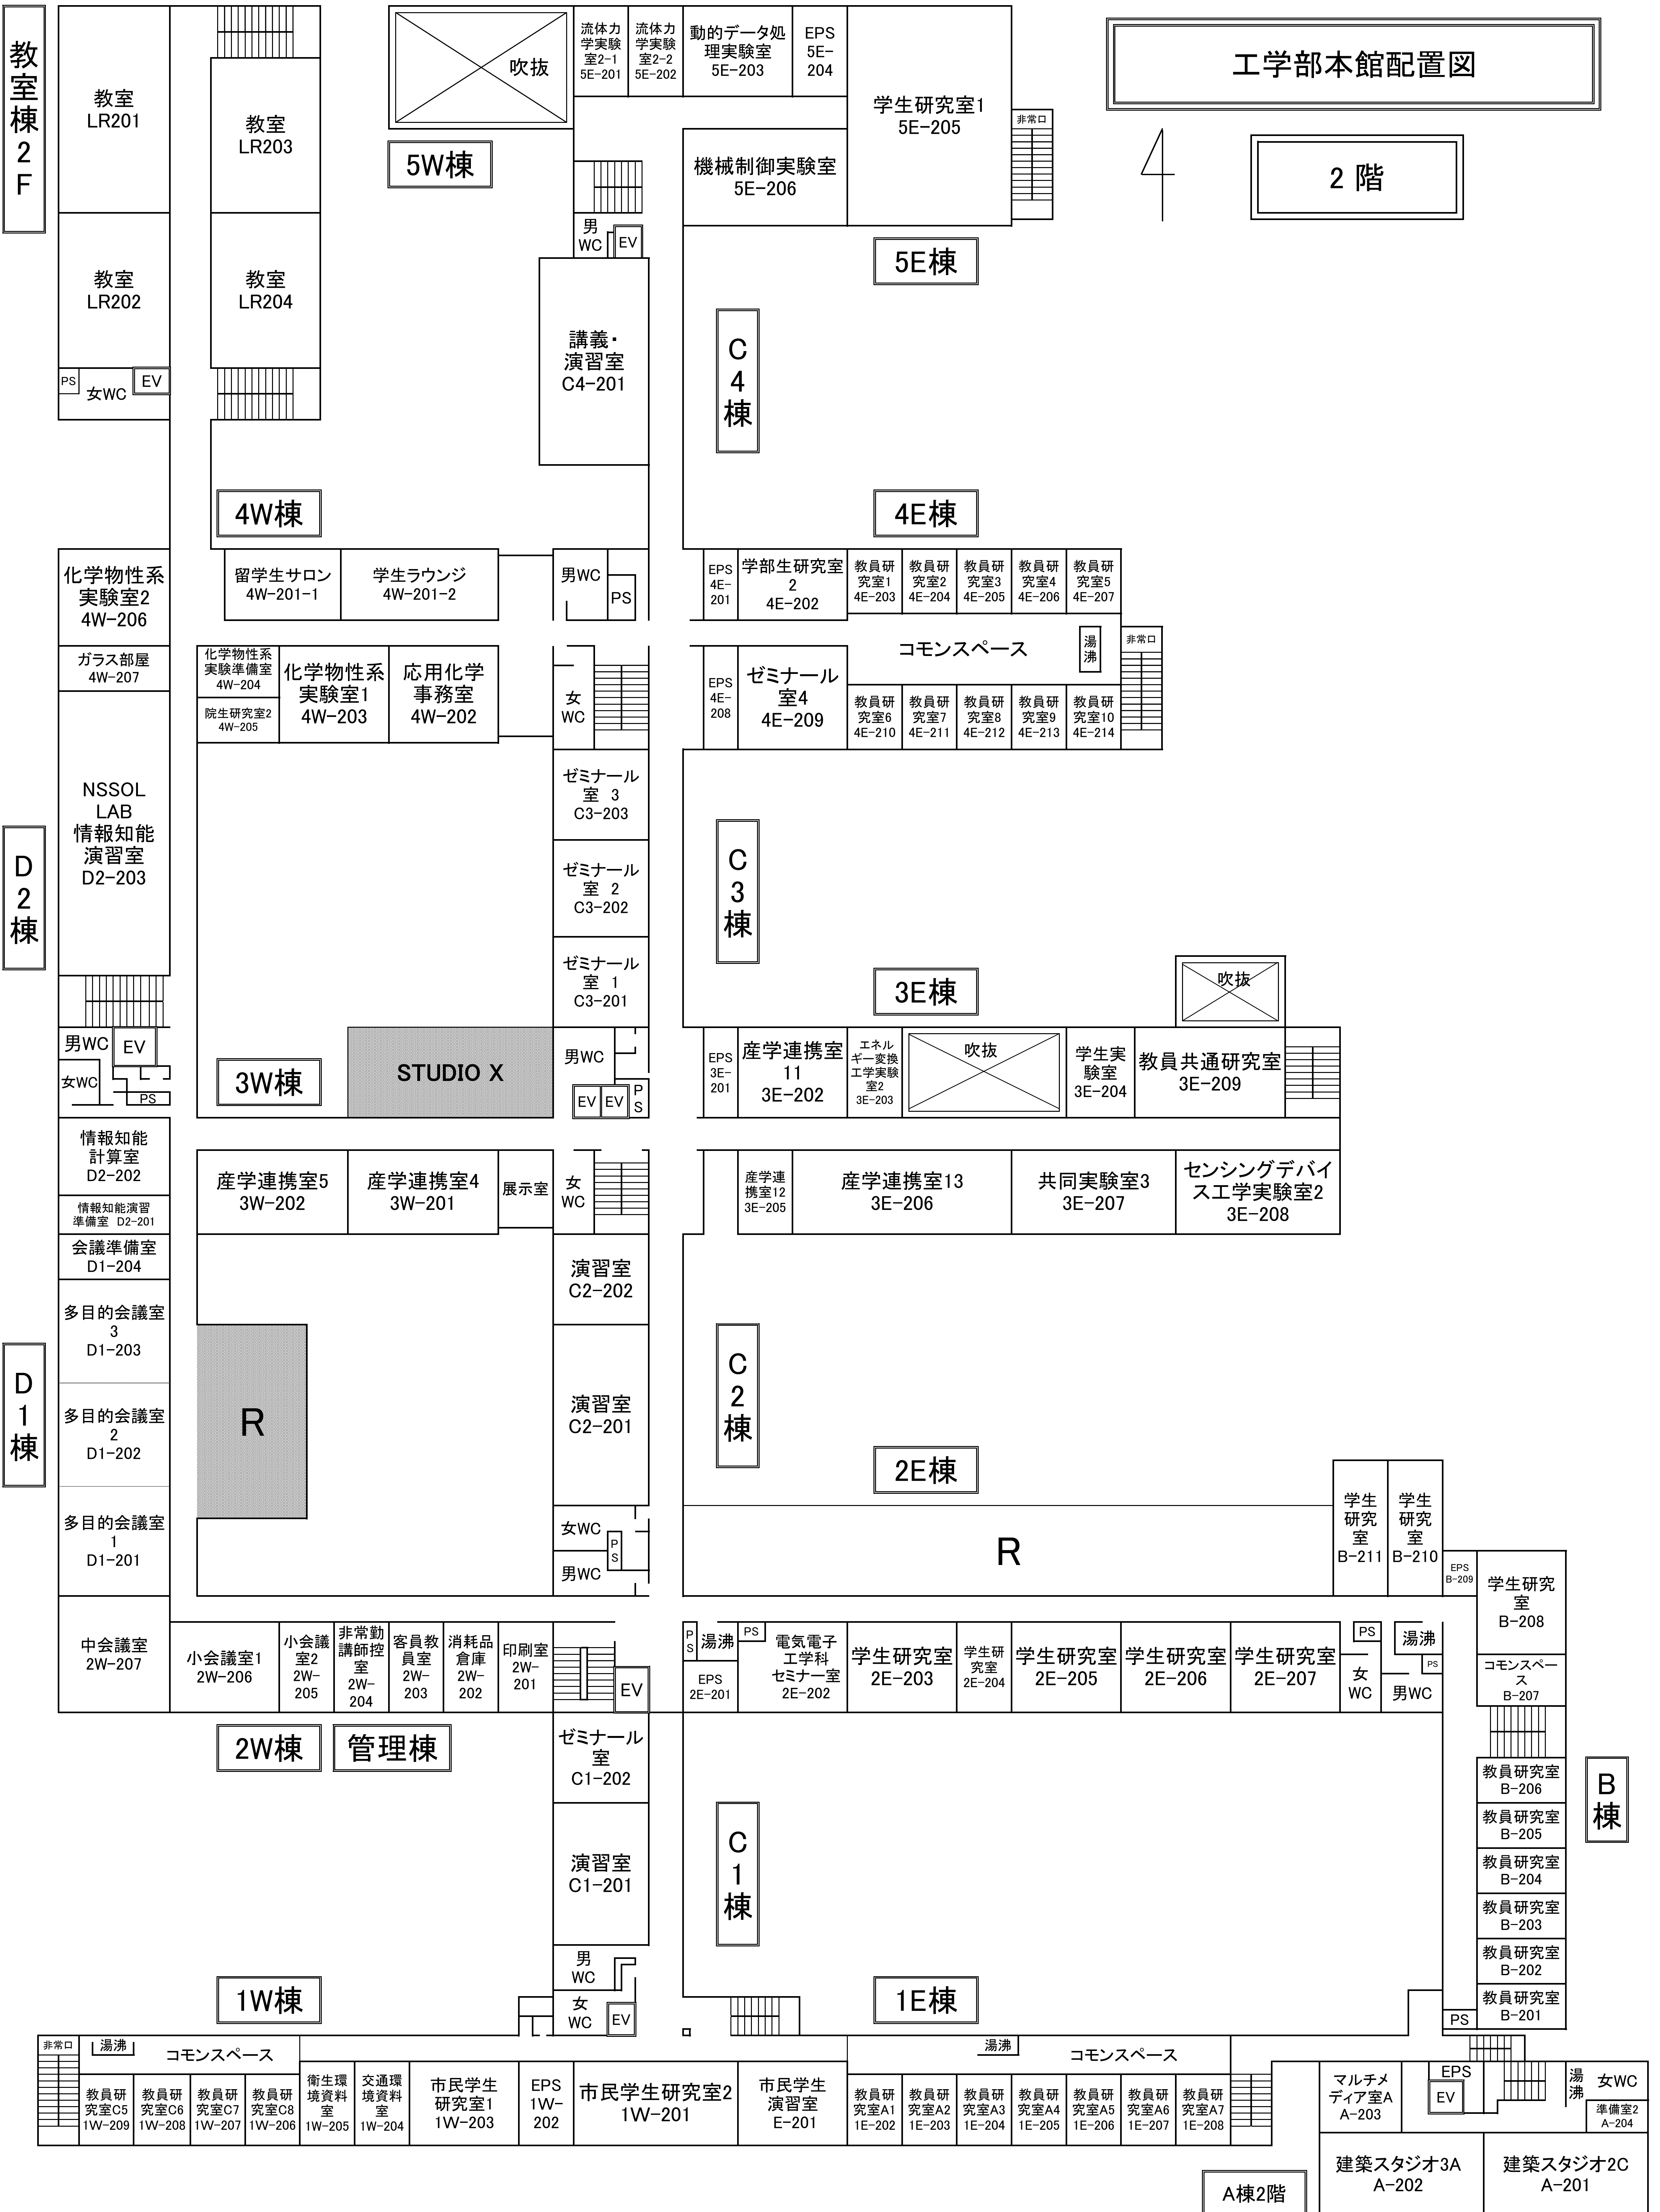 工学部本館配置図
2 階
教
室
棟
2
F
教室
LR201
教室
LR203
教室
LR202
教室
LR204
PS
女WC
EV
吹抜
5W棟
流体力
学実験
室2-1
5E-201
流体力
学実験
室2-2
5E-202
動的データ処
理実験室
5E-203
EPS
5E-
204
学生研究室1
5E-205
非常口
機械制御実験室
5E-206
男
WC
EV
5E棟
講義・
演習室
C4-201
C
4
棟
4W棟
4E棟
化学物性系
実験室2
4W-206
留学生サロン
4W-201-1
学生ラウンジ
4W-201-2
男WC
PS
EPS
4E-
201
学部生研究室
2
4E-202
教員研
究室1
4E-203
教員研
究室2
4E-204
教員研
究室3
4E-205
教員研
究室4
4E-206
教員研
究室5
4E-207
コモンスペース
湯
沸
非常口
ガラス部屋
4W-207
化学物性系
実験準備室
4W-204
院生研究室2
4W-205
化学物性系
実験室1
4W-203
応用化学
事務室
4W-202
女
WC
EPS
4E-
208
ゼミナール
室4
4E-209
教員研
究室6
4E-210
教員研
究室7
4E-211
教員研
究室8
4E-212
教員研
究室9
4E-213
教員研
究室10
4E-214
NSSOL
LAB
情報知能
演習室
D2-203
D
2
棟
ゼミナール
室 3
C3-203
ゼミナール
室 2
C3-202
ゼミナール
室 1
C3-201
C
3
棟
3E棟
吹抜
男WC
EV
女WC
PS
3W棟
STUDIO X
男WC
EV
EV
P
S
EPS
3E-
201
産学連携室
11
3E-202
エネル
ギー変換
工学実験
室2
3E-203
吹抜
学生実
験室
3E-204
教員共通研究室
3E-209
情報知能
計算室
D2-202
情報知能演習
準備室 D2-201
産学連携室5
3W-202
産学連携室4
3W-201
展示室
女
WC
産学連
携室12
3E-205
産学連携室13
3E-206
共同実験室3
3E-207
センシングデバイ
ス工学実験室2
3E-208
会議準備室
D1-204
多目的会議室
3
D1-203
多目的会議室
2
D1-202
多目的会議室
1
D1-201
D
1
棟
R
演習室
C2-202
演習室
C2-201
C
2
棟
2E棟
女WC
P
S
男WC
R
学生
研究
室
B-211
学生
研究
室
B-210
EPS
B-209
学生研究
室
B-208
中会議室
2W-207
小会議室1
2W-206
小会議
室2
2W-
205
非常勤
講師控
室
2W-
204
客員教
員室
2W-
203
消耗品
倉庫
2W-
202
印刷室
2W-
201
EV
P
S
湯沸
EPS
2E-201
PS
電気電子
工学科
セミナー室
2E-202
学生研究室
2E-203
学生研
究室
2E-204
学生研究室
2E-205
学生研究室
2E-206
学生研究室
2E-207
PS
女
WC
湯沸
PS
男WC
コモンスペー
ス
B-207
2W棟
管理棟
ゼミナール
室
C1-202
演習室
C1-201
C
1
棟
教員研究室
B-206
教員研究室
B-205
教員研究室
B-204
教員研究室
B-203
教員研究室
B-202
教員研究室
B-201
B
棟
PS
1W棟
男
WC
女
WC
EV
1E棟
非常口
湯沸
コモンスペース
教員研
究室C5
1W-209
教員研
究室C6
1W-208
教員研
究室C7
1W-207
教員研
究室C8
1W-206
衛生環
境資料
室
1W-205
交通環
境資料
室
1W-204
市民学生
研究室1
1W-203
EPS
1W-
202
市民学生研究室2
1W-201
市民学生
演習室
E-201
湯沸
コモンスペース
教員研
究室A1
1E-202
教員研
究室A2
1E-203
教員研
究室A3
1E-204
教員研
究室A4
1E-205
教員研
究室A5
1E-206
教員研
究室A6
1E-207
教員研
究室A7
1E-208
マルチメ
ディア室A
A-203
EPS
EV
湯
沸
女WC
準備室2
A-204
建築スタジオ3A
A-202
建築スタジオ2C
A-201
A棟2階